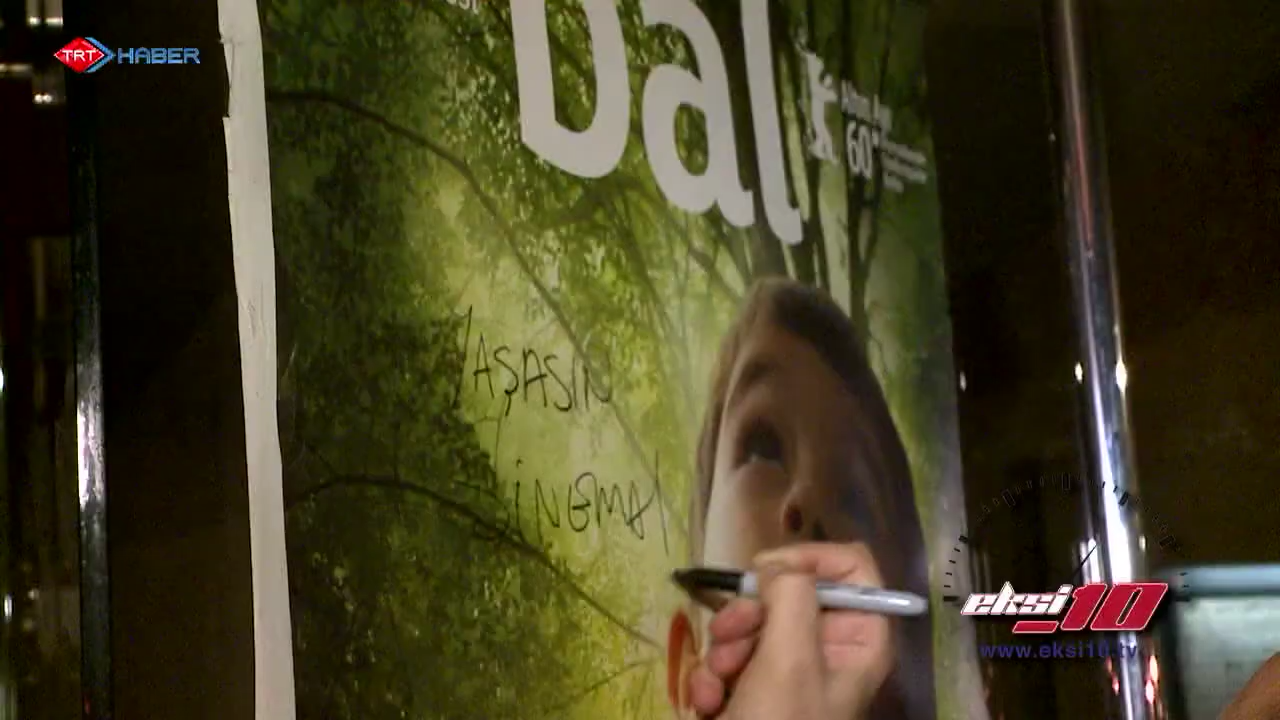 TRT HABER
bal
60
YAŞASIN
SİNEMA!
eksi10
www.eksi10.tv